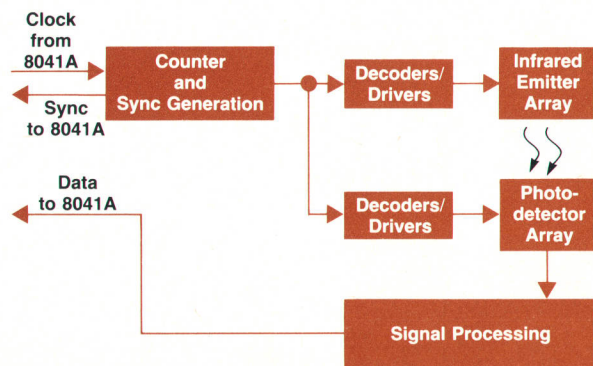 Clock
from
8041A
Counter
and
Sync Generation
Sync
to 8041A
Decoders/
Drivers
Infrared
Emitter
Array
Data
to 8041A
Decoders/
Drivers
Photo-
detector
Array
Signal Processing